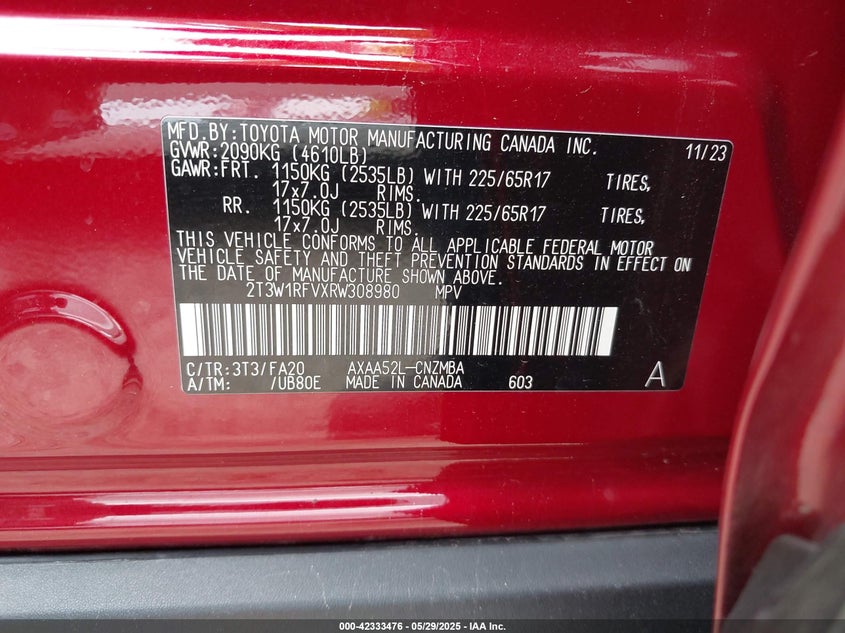 MFD.BY:TOYOTA MOTOR MANUFACTURING CANADA INC. 11/23
GVWR:2090KG (4610LB)
GAWR:FRT. 1150KG (2535LB) WITH 225/65R17 TIRES,
17x7.0J RIMS.
RR. 1150KG (2535LB) WITH 225/65R17 TIRES,
17x7.0J RIMS.
THIS VEHICLE CONFORMS TO ALL APPLICABLE FEDERAL MOTOR
VEHICLE SAFETY AND THEFT PREVENTION STANDARDS IN EFFECT ON
THE DATE OF MANUFACTURE SHOWN ABOVE.
2T3W1RFVXRW308980 MPV
C/TR:3T3/FA20 AXAA52L-CNZMBA
A/TM: /UB80E MADE IN CANADA 603 A
000-42333476 - 05/29/2025 - IAA Inc.